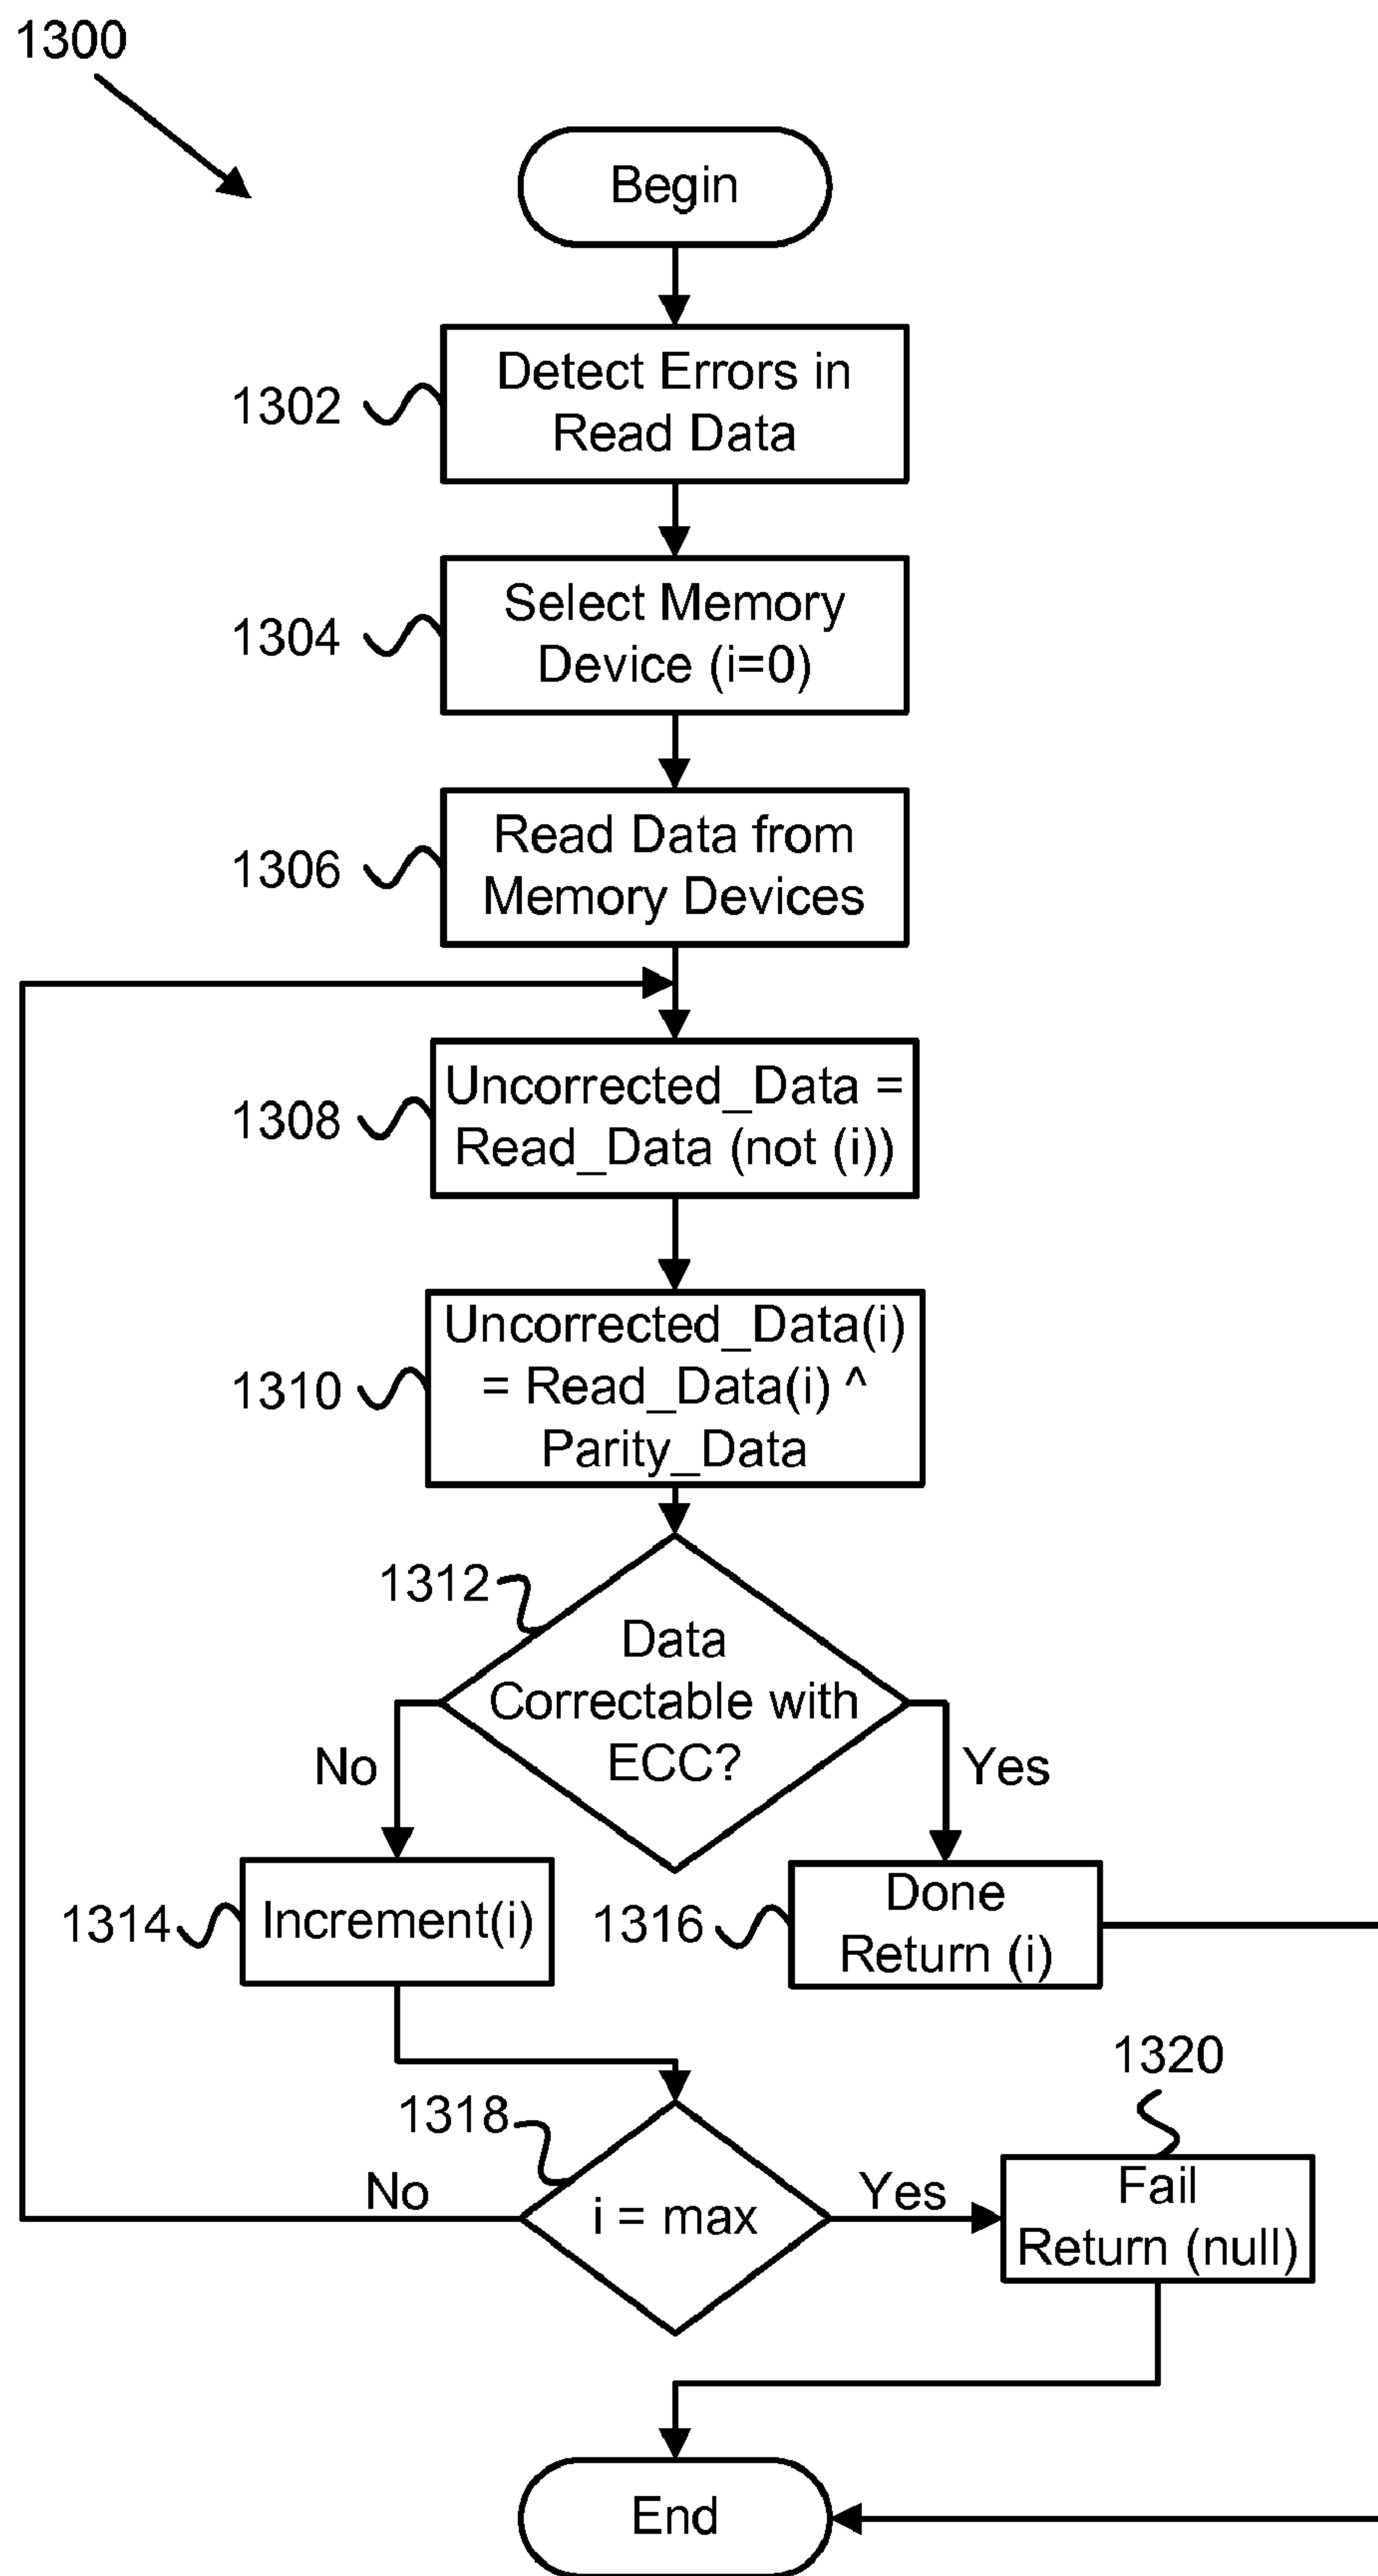 1300
Begin
1302
Detect Errors in
Read Data
1304
Select Memory
Device (i=0)
1306
Read Data from
Memory Devices
1308
Uncorrected_Data =
Read_Data (not (i))
1310
Uncorrected_Data(i)
= Read_Data(i) ^
Parity_Data
1312
Data
Correctable with
ECC?
No
Yes
1314
Increment(i)
1316
Done
Return (i)
1318
i = max
No
Yes
1320
Fail
Return (null)
End